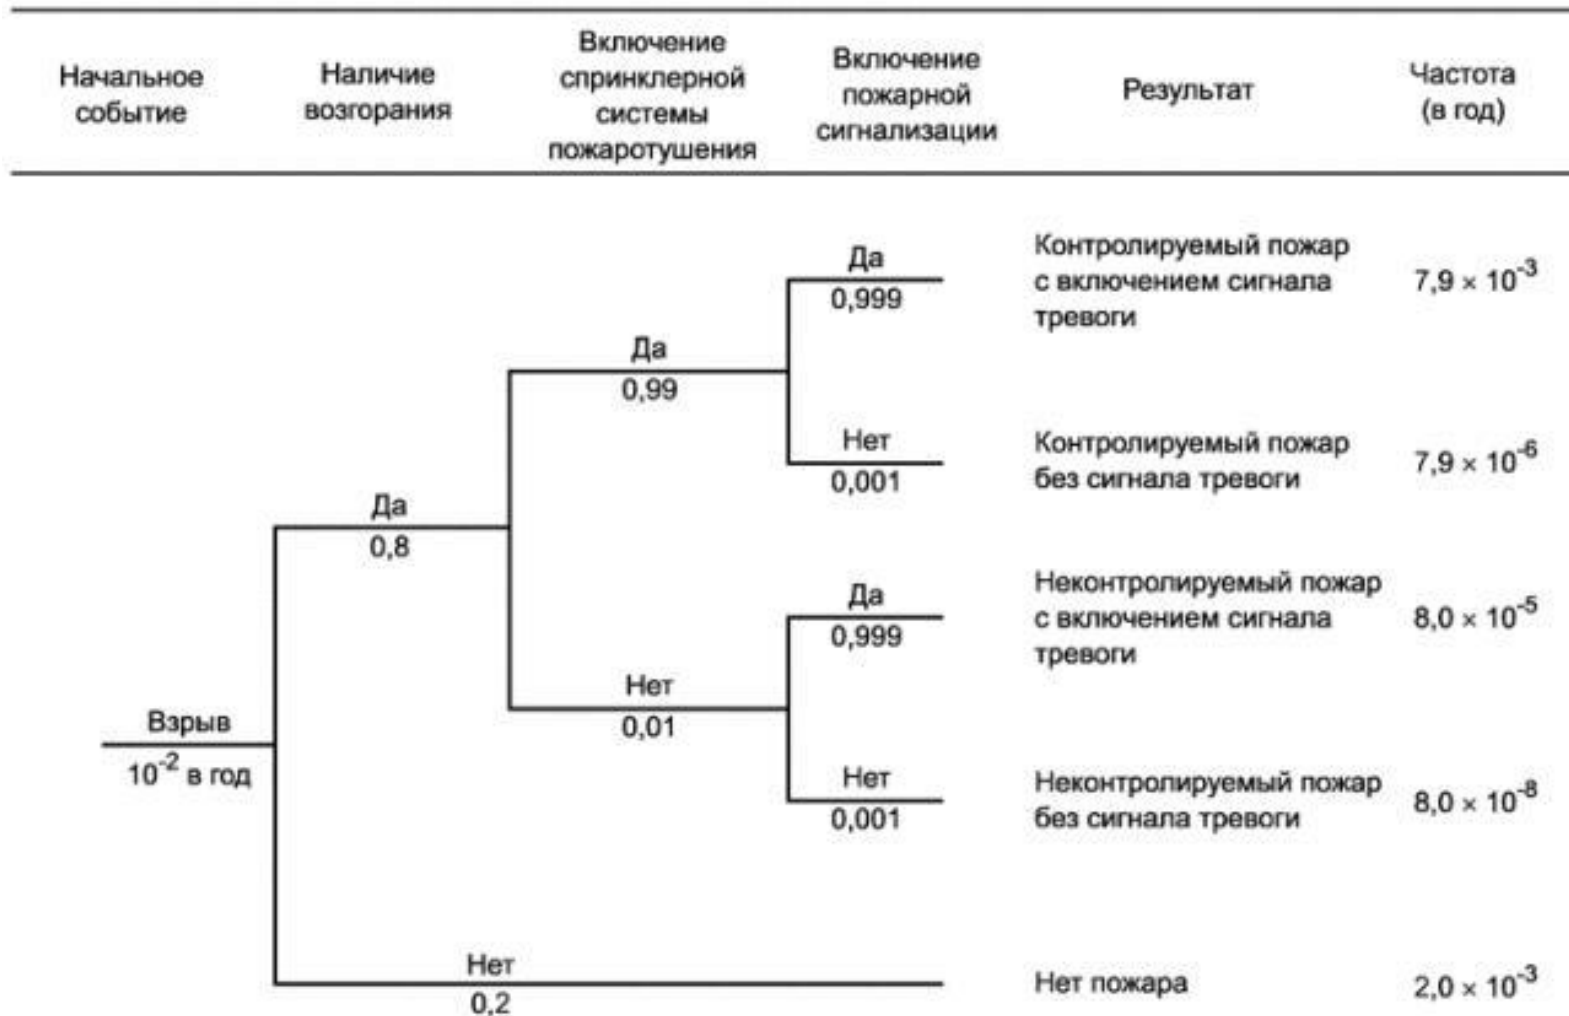 Начальное
событие
Наличие
возгорания
Включение
спринклерной
системы
пожаротушения
Включение
пожарной
сигнализации
Результат
Частота
(в год)
Да
0,999
Контролируемый пожар
с включением сигнала
тревоги
7,9 × 10⁻³
Да
0,99
Нет
0,001
Контролируемый пожар
без сигнала тревоги
7,9 × 10⁻⁶
Да
0,8
Да
0,999
Неконтролируемый пожар
с включением сигнала
тревоги
8,0 × 10⁻⁵
Нет
0,01
Взрыв
10⁻² в год
Нет
0,001
Неконтролируемый пожар
без сигнала тревоги
8,0 × 10⁻⁸
Нет
0,2
Нет пожара
2,0 × 10⁻³